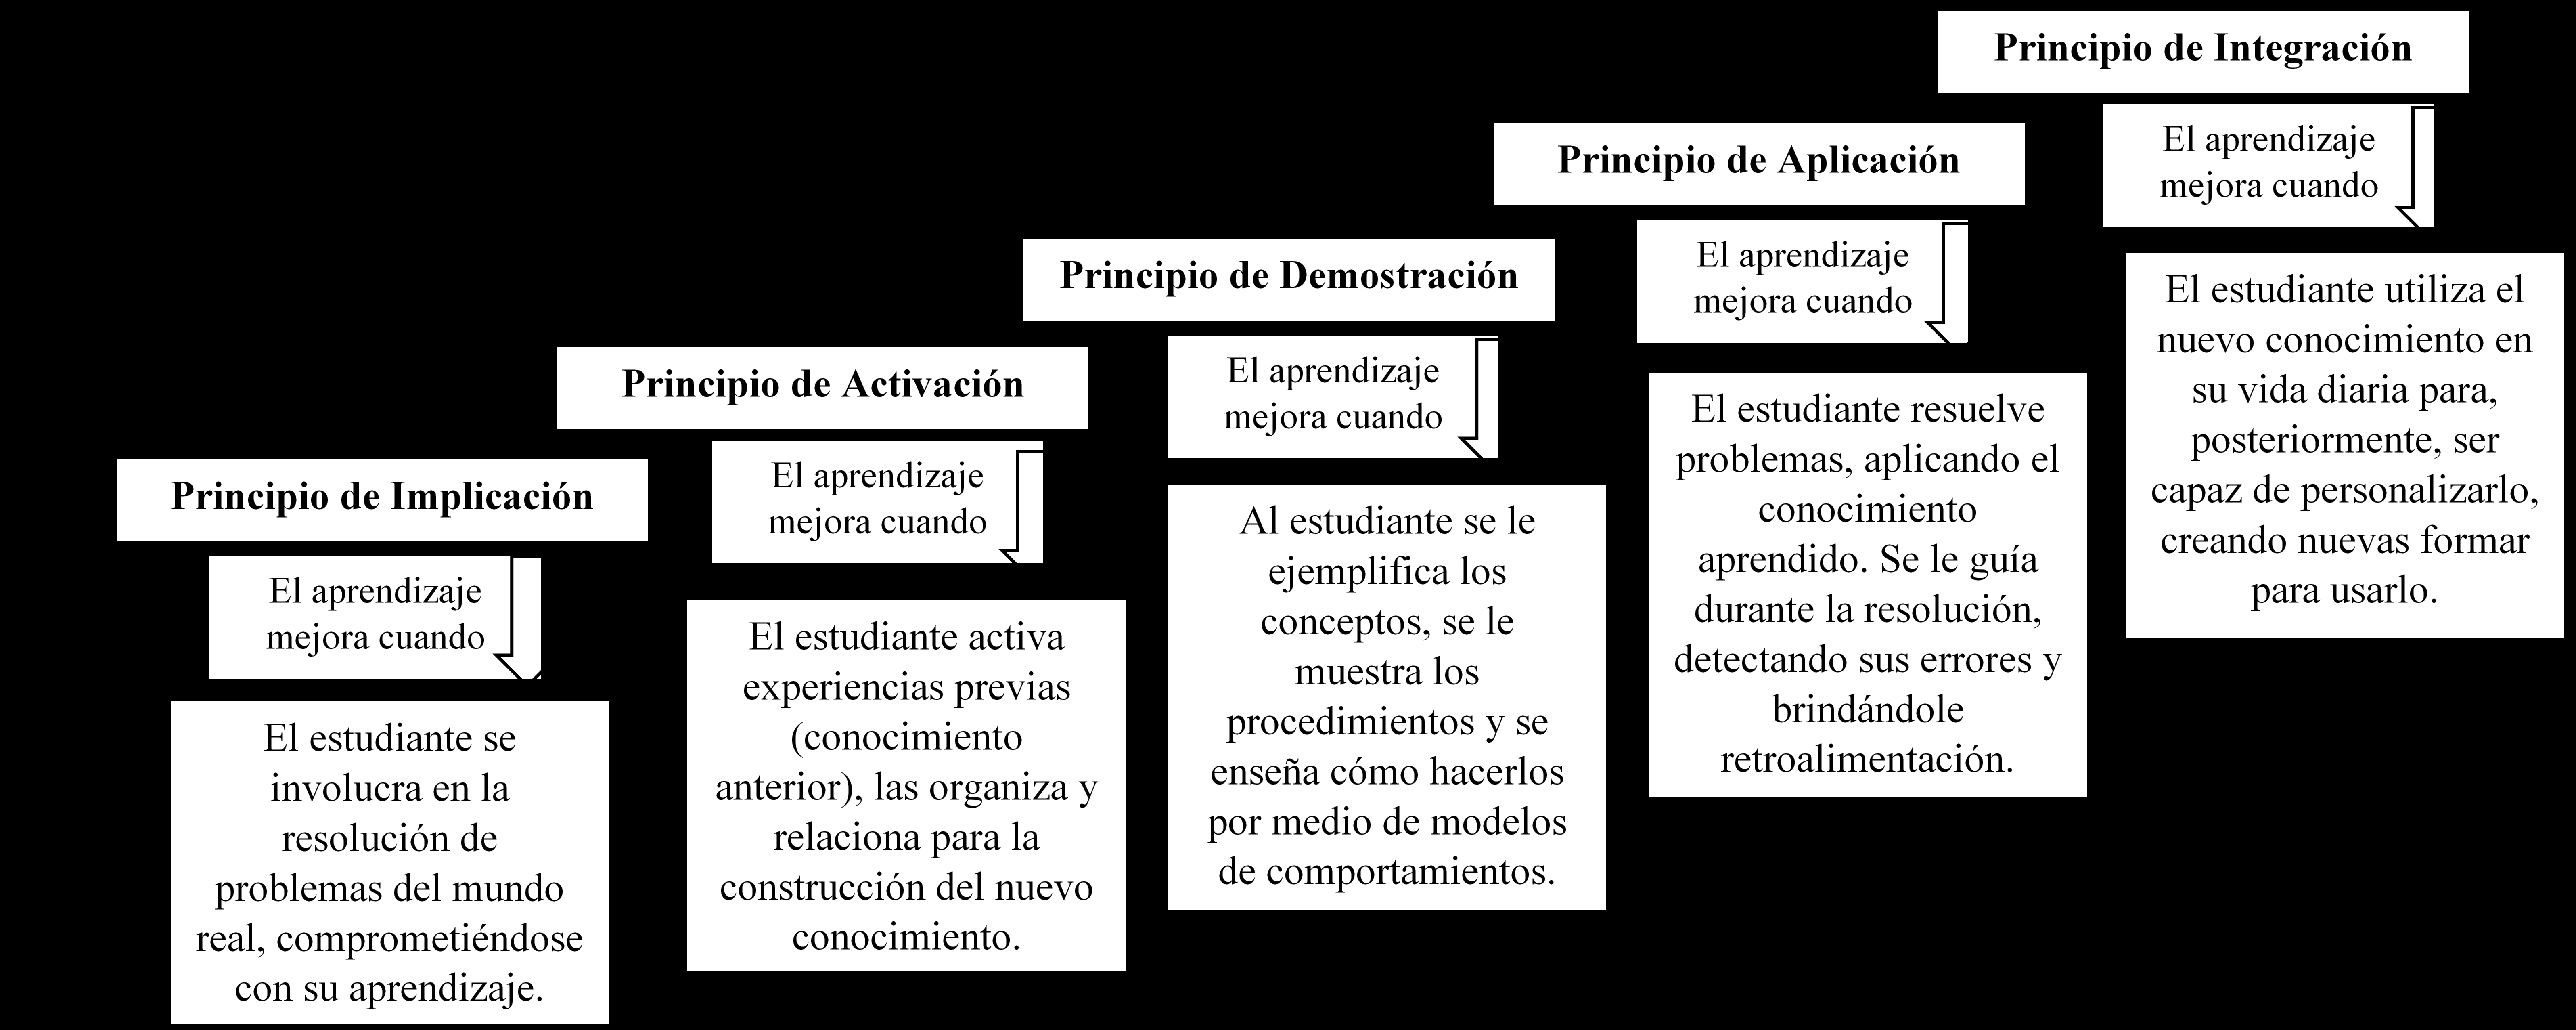 Principio de Implicación
El aprendizaje
mejora cuando
El estudiante se
involucra en la
resolución de
problemas del mundo
real, comprometiéndose
con su aprendizaje.
Principio de Activación
El aprendizaje
mejora cuando
El estudiante activa
experiencias previas
(conocimiento
anterior), las organiza y
relaciona para la
construcción del nuevo
conocimiento.
Principio de Demostración
El aprendizaje
mejora cuando
Al estudiante se le
ejemplifica los
conceptos, se le
muestra los
procedimientos y se
enseña cómo hacerlos
por medio de modelos
de comportamientos.
Principio de Aplicación
El aprendizaje
mejora cuando
El estudiante resuelve
problemas, aplicando el
conocimiento
aprendido. Se le guía
durante la resolución,
detectando sus errores y
brindándole
retroalimentación.
Principio de Integración
El aprendizaje
mejora cuando
El estudiante utiliza el
nuevo conocimiento en
su vida diaria para,
posteriormente, ser
capaz de personalizarlo,
creando nuevas formar
para usarlo.